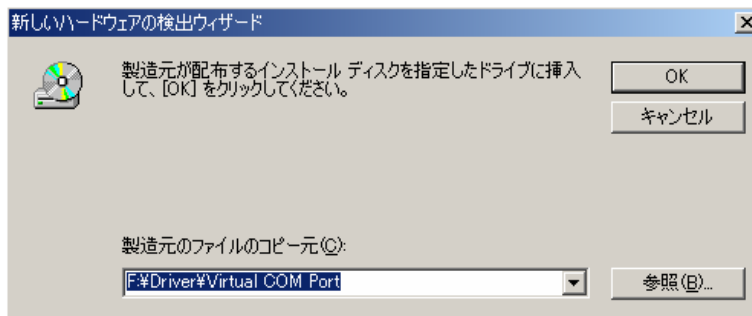 新しいハードウェアの検出ウィザード
製造元が配布するインストール ディスクを指定したドライブに挿入
して、[OK] をクリックしてください。
OK
キャンセル
製造元のファイルのコピー元(C):
F:¥Driver¥Virtual COM Port
参照(B)...